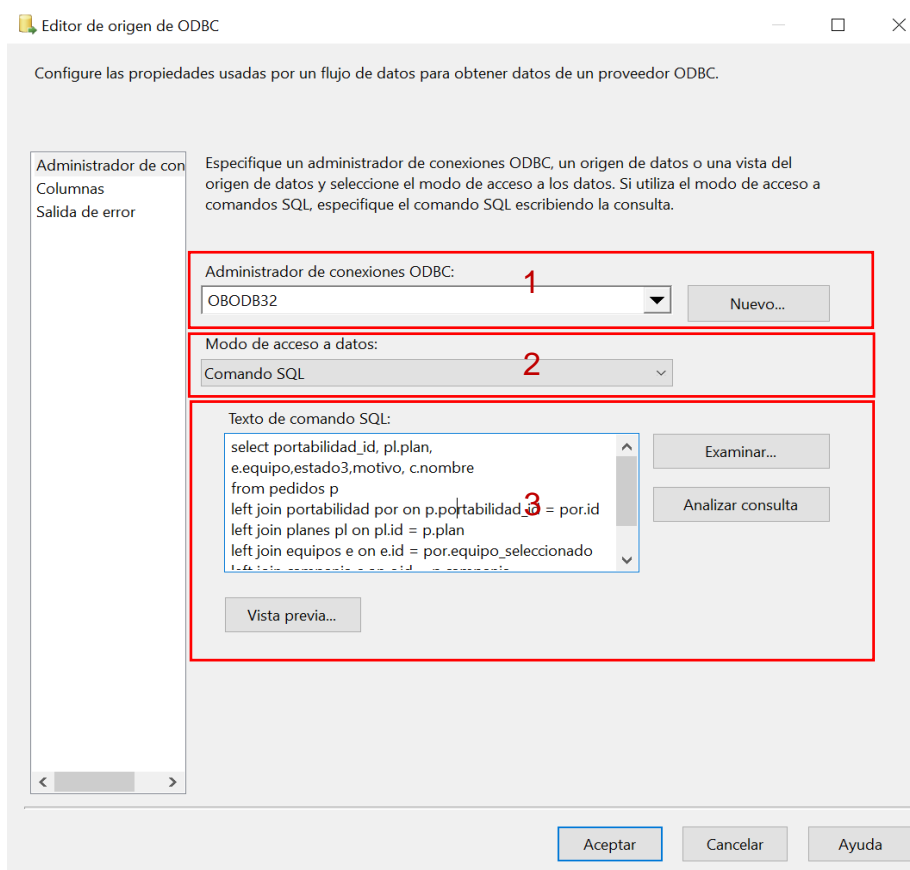 Editor de origen de ODBC
Configure las propiedades usadas por un flujo de datos para obtener datos de un proveedor ODBC.
Administrador de con
Columnas
Salida de error
Especifique un administrador de conexiones ODBC, un origen de datos o una vista del
origen de datos y seleccione el modo de acceso a los datos. Si utiliza el modo de acceso a
comandos SQL, especifique el comando SQL escribiendo la consulta.
Administrador de conexiones ODBC:
1
OBODB32
Nuevo...
Modo de acceso a datos:
2
Comando SQL
Texto de comando SQL:
select portabilidad_id, pl.plan,
e.equipo,estado3,motivo, c.nombre
from pedidos p
left join portabilidad por on p.portabilidad_id = por.id
3
left join planes pl on pl.id = p.plan
left join equipos e on e.id = por.equipo_seleccionado
Examinar...
Analizar consulta
Vista previa...
Aceptar
Cancelar
Ayuda